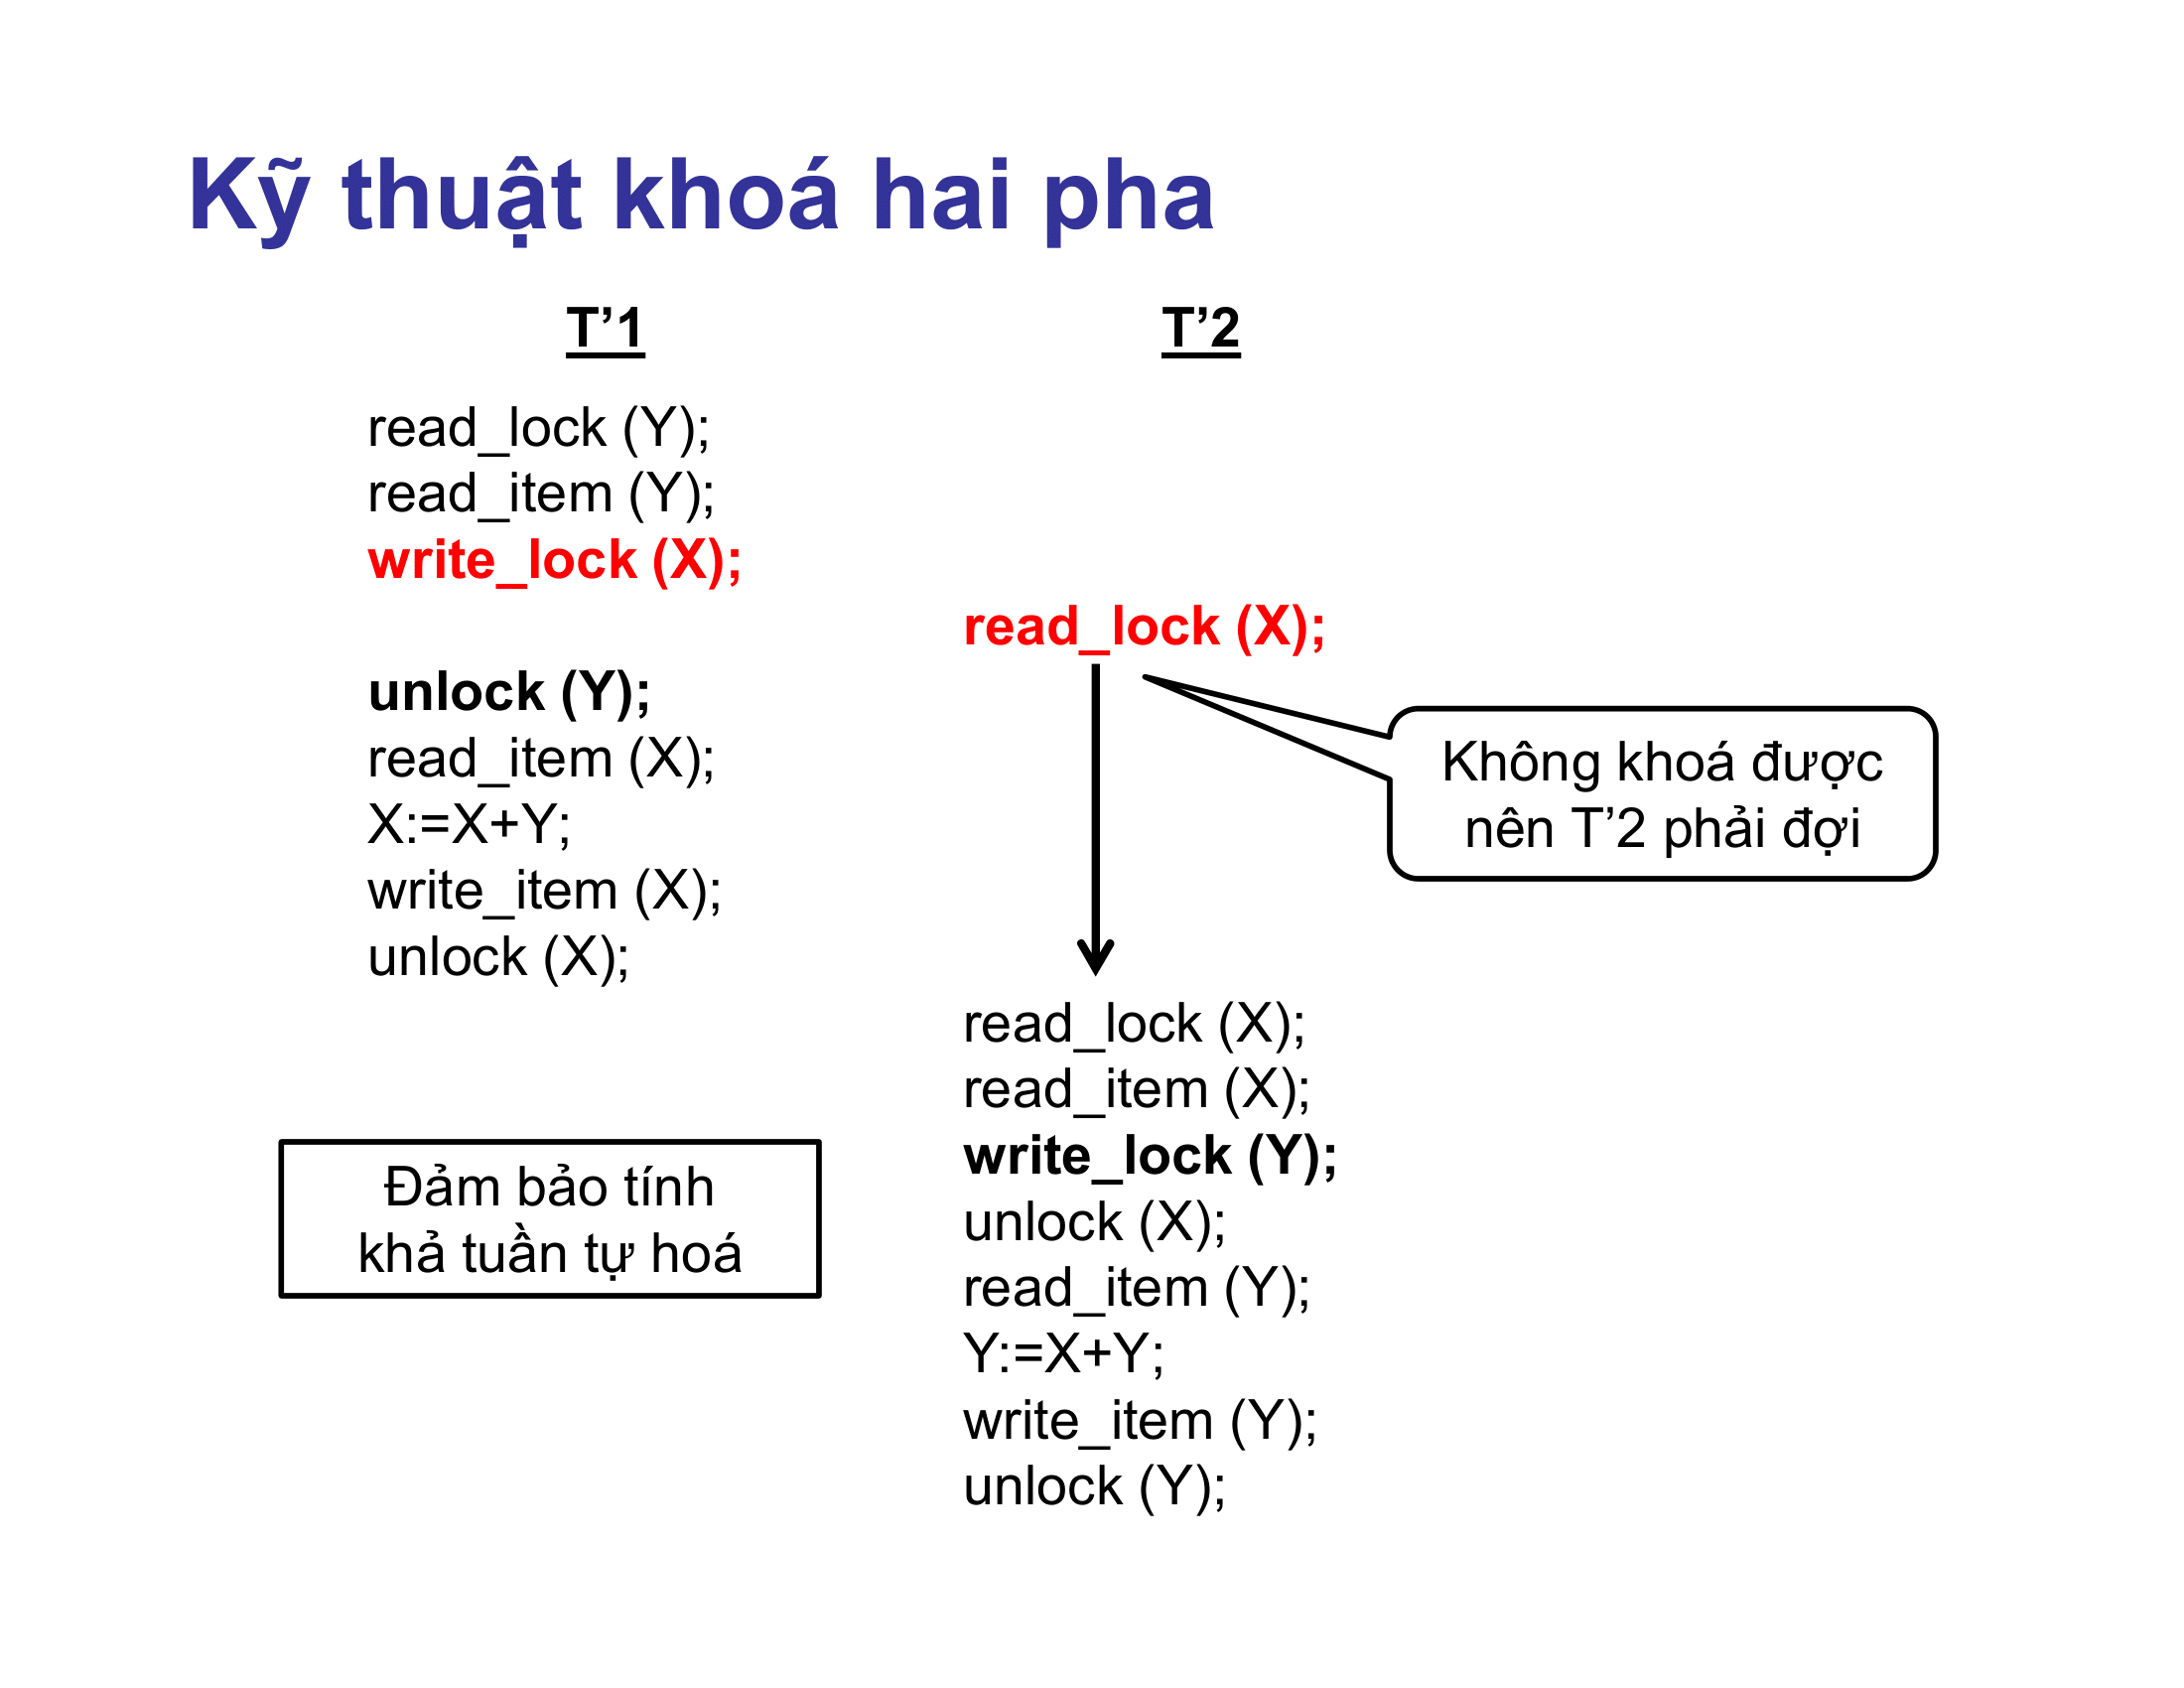 Kỹ thuật khoá hai pha
T’1
T’2
read_lock (Y);
read_item (Y);
write_lock (X);
read_lock (X);
unlock (Y);
read_item (X);
X:=X+Y;
write_item (X);
unlock (X);
Không khoá được
nên T’2 phải đợi
read_lock (X);
read_item (X);
write_lock (Y);
unlock (X);
read_item (Y);
Y:=X+Y;
write_item (Y);
unlock (Y);
Đảm bảo tính
khả tuần tự hoá